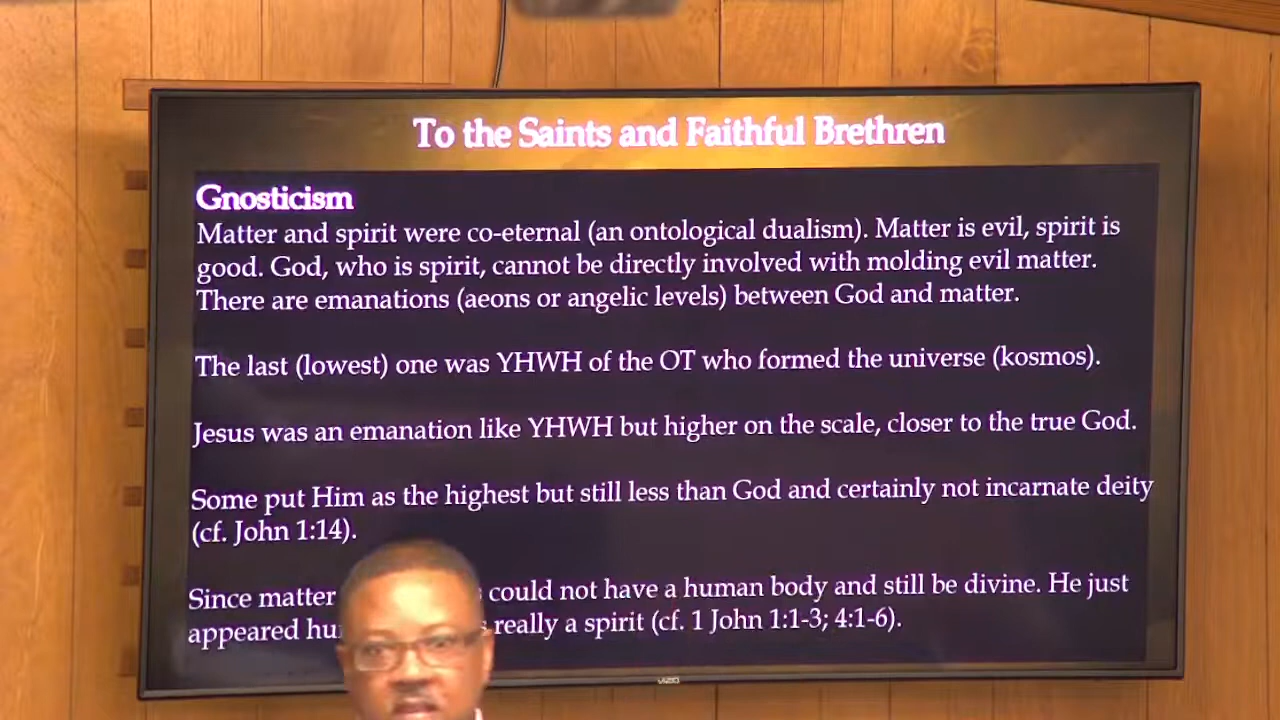 To the Saints and Faithful Brethren
Gnosticism
Matter and spirit were co-eternal (an ontological dualism). Matter is evil, spirit is
good. God, who is spirit, cannot be directly involved with molding evil matter.
There are emanations (aeons or angelic levels) between God and matter.
The last (lowest) one was YHWH of the OT who formed the universe (kosmos).
Jesus was an emanation like YHWH but higher on the scale, closer to the true God.
Some put Him as the highest but still less than God and certainly not incarnate deity
(cf. John 1:14).
Since matter could not have a human body and still be divine. He just
appeared really a spirit (cf. 1 John 1:1-3; 4:1-6).
VIZIO